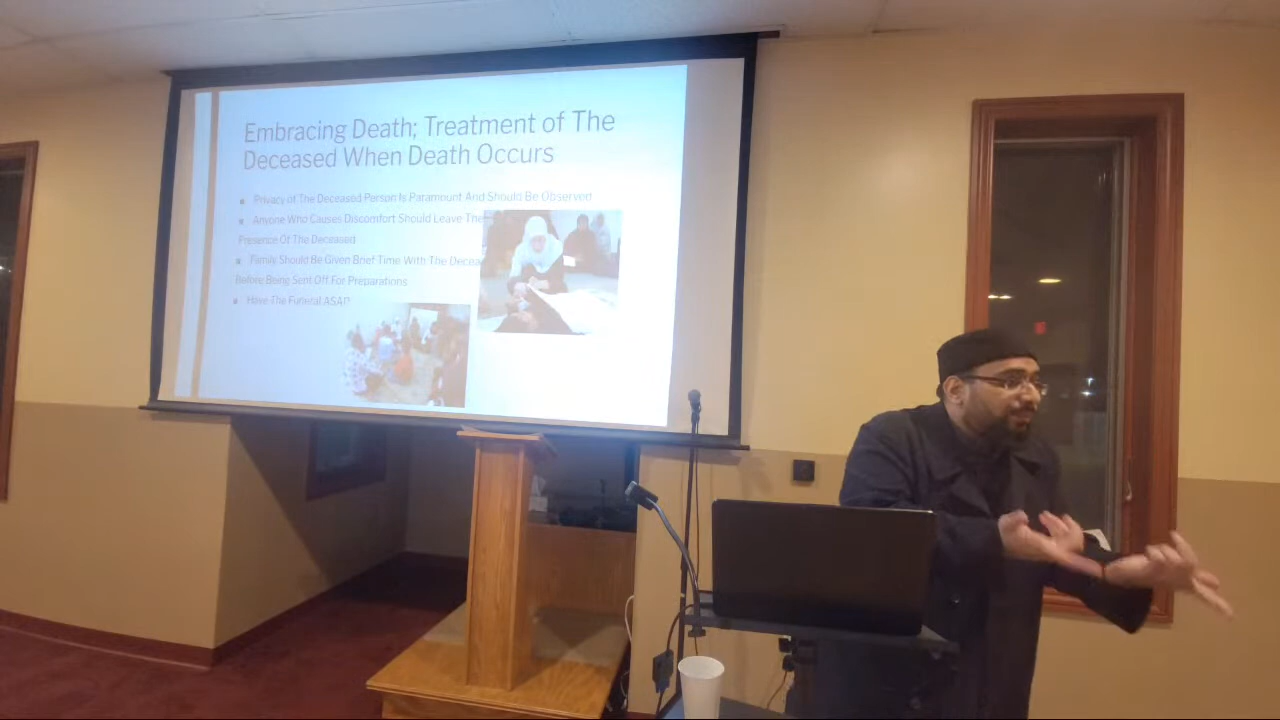 Embracing Death; Treatment of The
Deceased When Death Occurs
Privacy of The Deceased Person Is Paramount And Should Be Observed
Anyone Who Causes Discomfort Should Leave The
Presence Of The Deceased
Family Should Be Given Brief Time With The Decea
Before Being Sent Off For Preparations
Have The Funeral ASAP